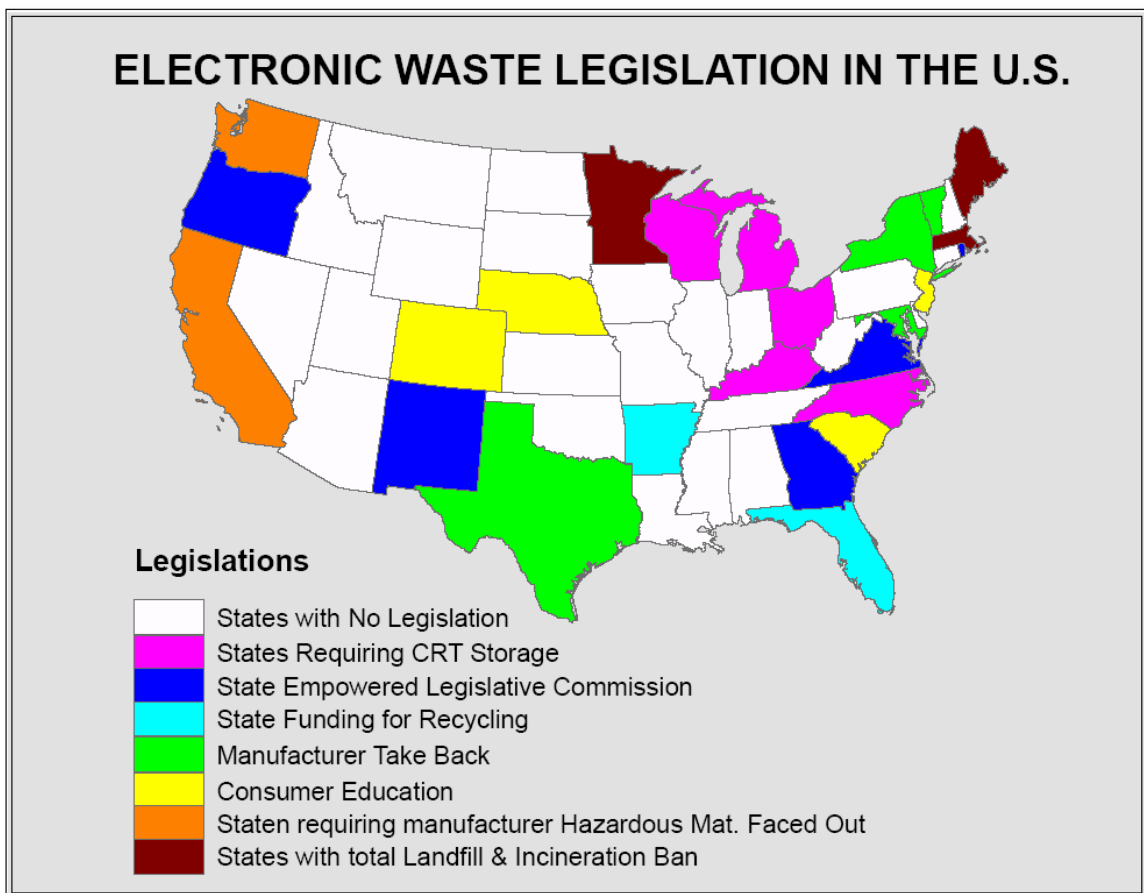 ELECTRONIC WASTE LEGISLATION IN THE U.S.
Legislations
States with No Legislation
States Requiring CRT Storage
State Empowered Legislative Commission
State Funding for Recycling
Manufacturer Take Back
Consumer Education
Staten requiring manufacturer Hazardous Mat. Faced Out
States with total Landfill & Incineration Ban